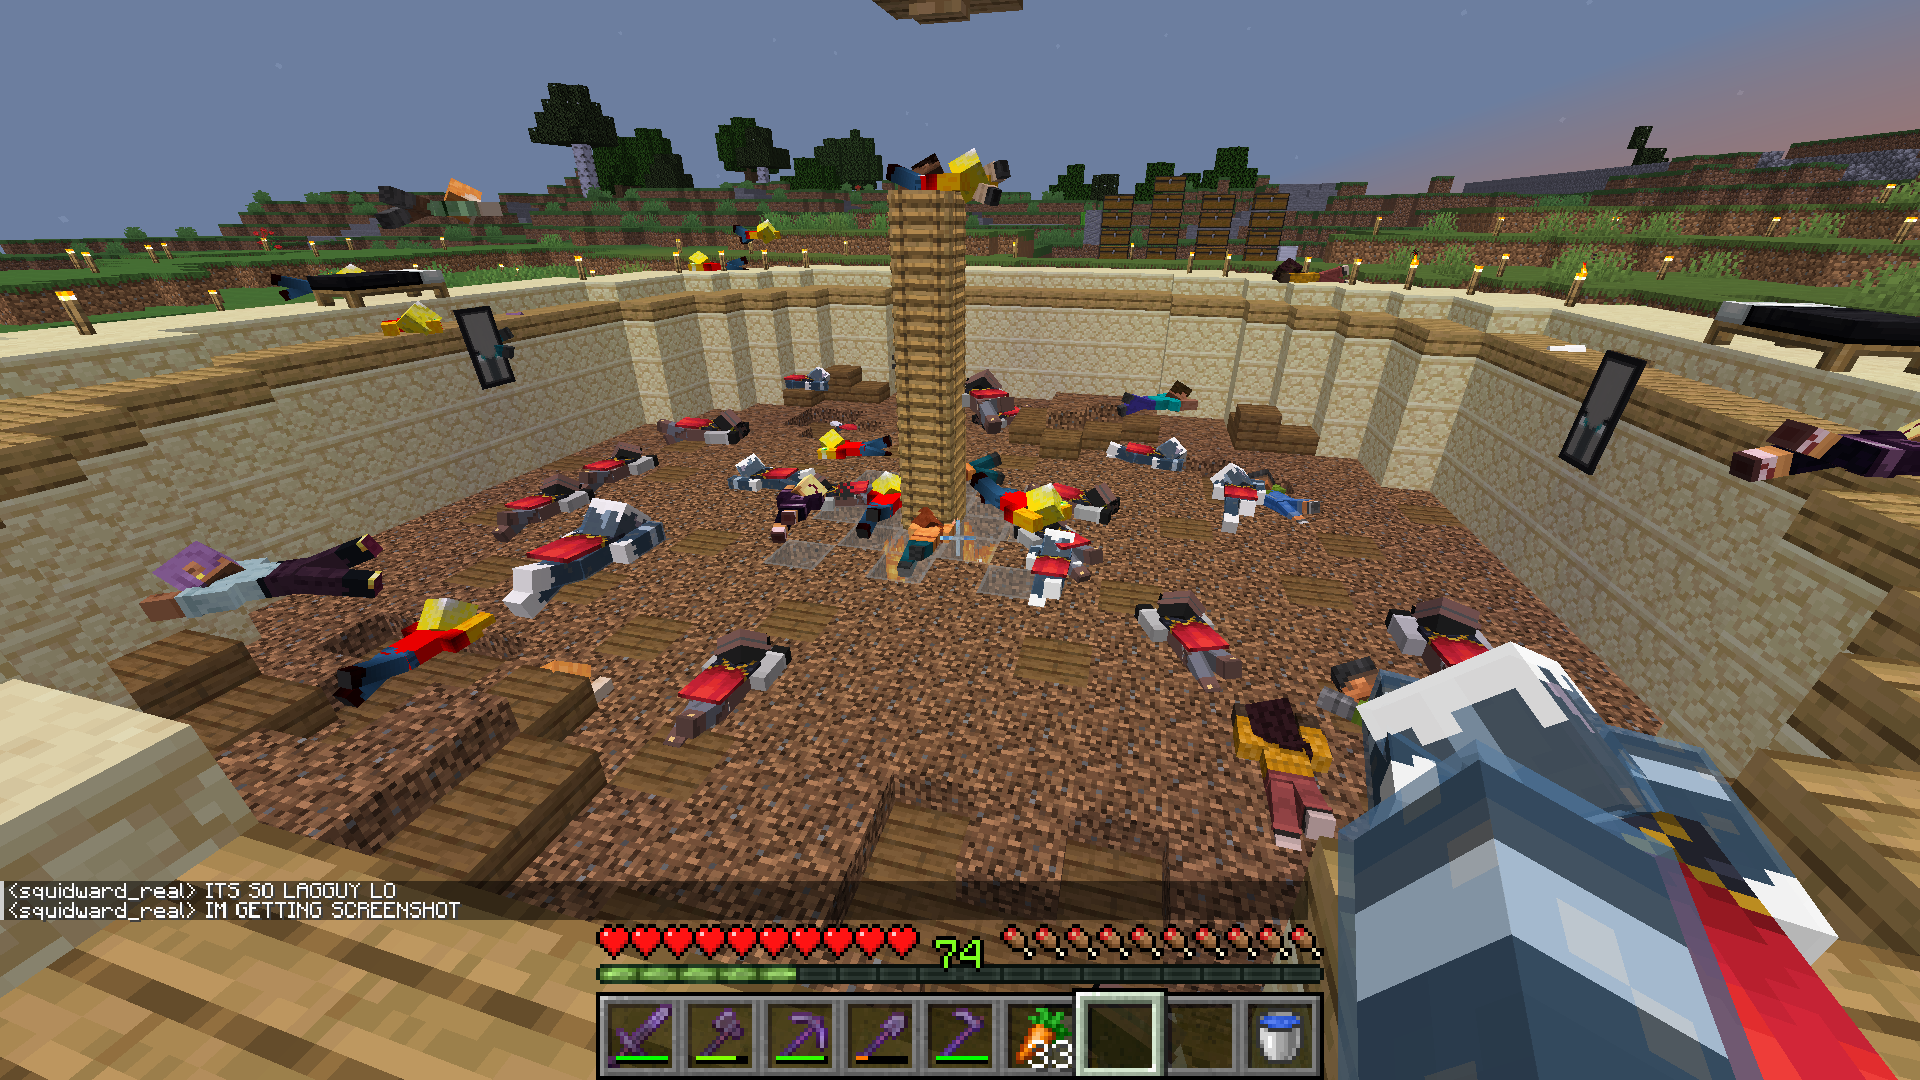 <squidward_real> ITS SO LAGGUY LO
<squidward_real> IM GETTING SCREENSHOT
74
33